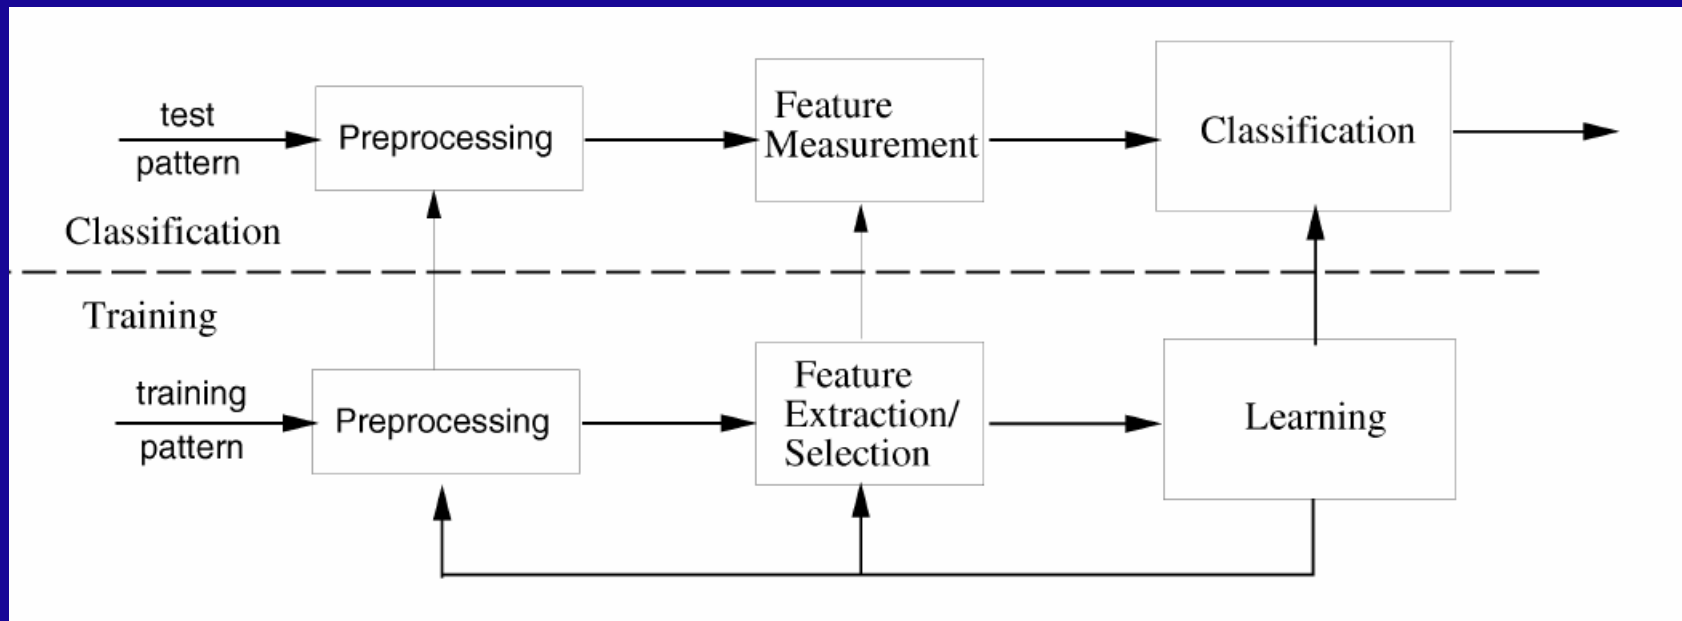 test
pattern
Preprocessing
Feature
Measurement
Classification
Classification
Training
training
pattern
Preprocessing
Feature
Extraction/
Selection
Learning